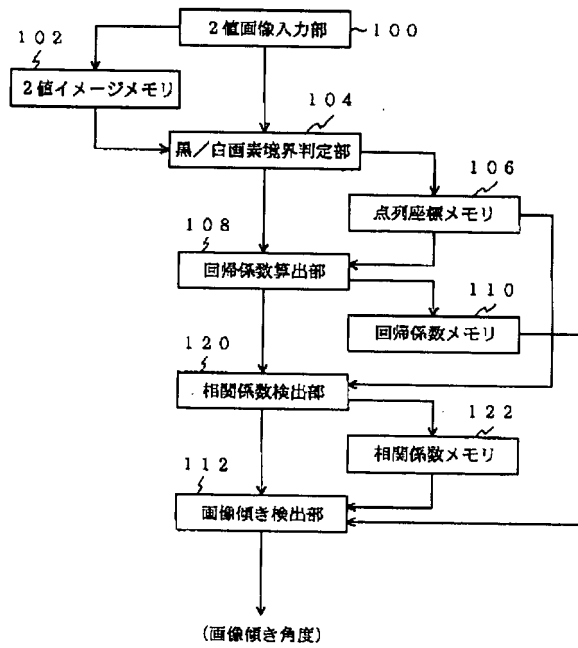 2値画像入力部
100
102
2値イメージメモリ
104
黒/白画素境界判定部
106
点列座標メモリ
108
回帰係数算出部
110
回帰係数メモリ
120
相関係数検出部
122
相関係数メモリ
112
画像傾き検出部
(画像傾き角度)